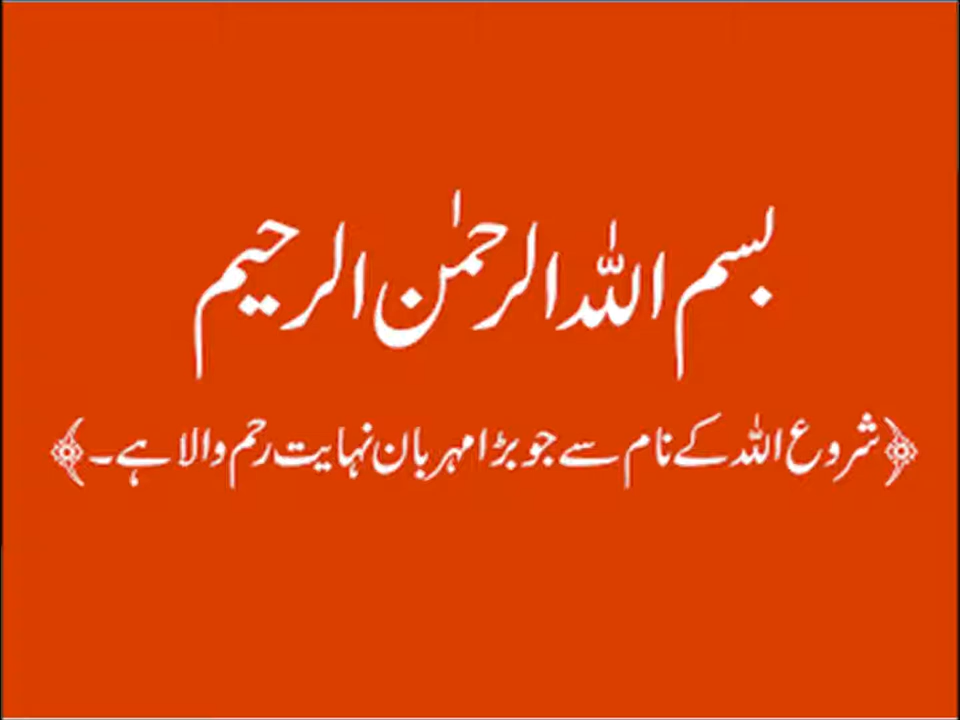 بسم اللہ الرحمٰن الرحیم
﴿شروع اللہ کے نام سے جو بڑا مہربان نہایت رحم والا ہے۔﴾